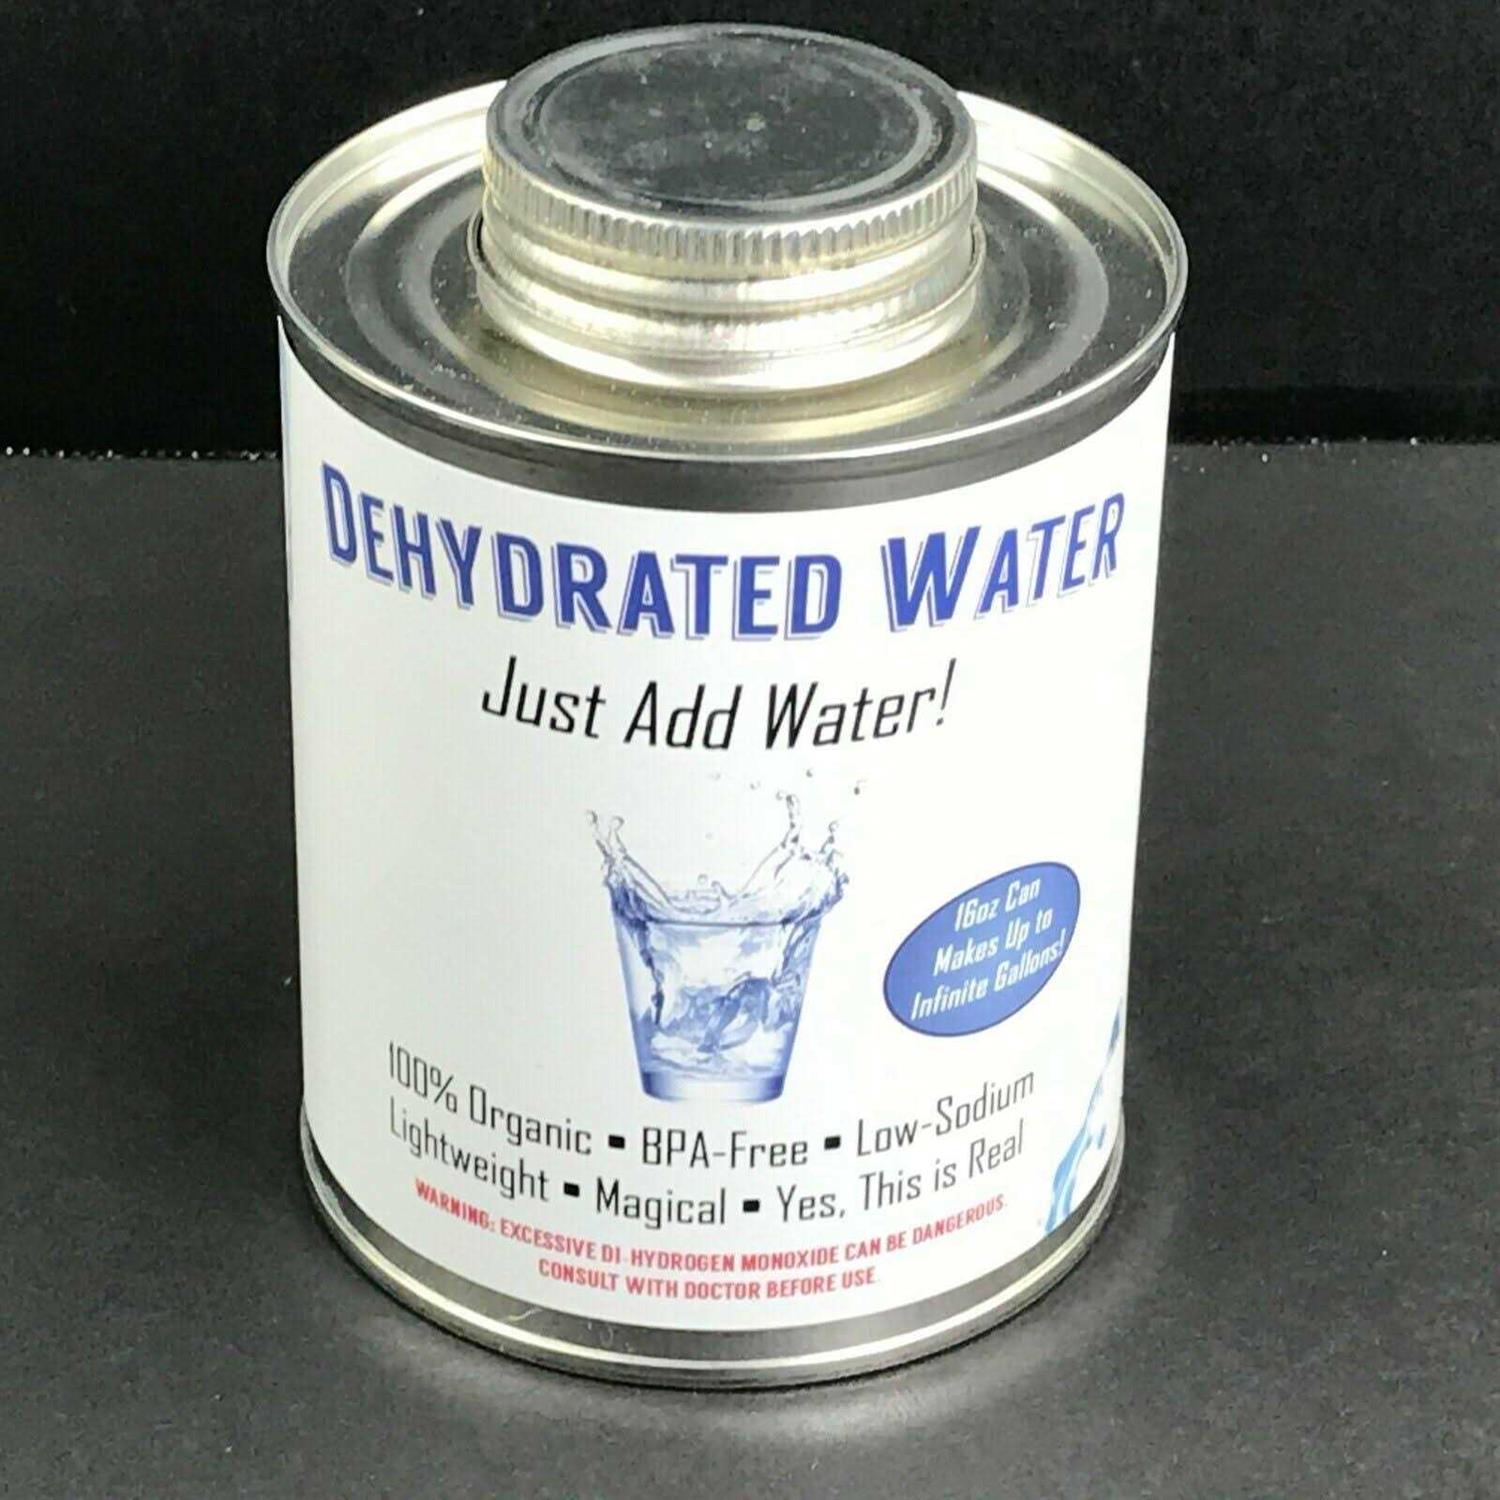 DEHYDRATED WATER
Just Add Water!
16oz Can
Makes Up to
Infinite Gallons!
100% Organic ▪ BPA-Free ▪ Low-Sodium
Lightweight ▪ Magical ▪ Yes, This is Real
WARNING: EXCESSIVE DI-HYDROGEN MONOXIDE CAN BE DANGEROUS.
CONSULT WITH DOCTOR BEFORE USE.